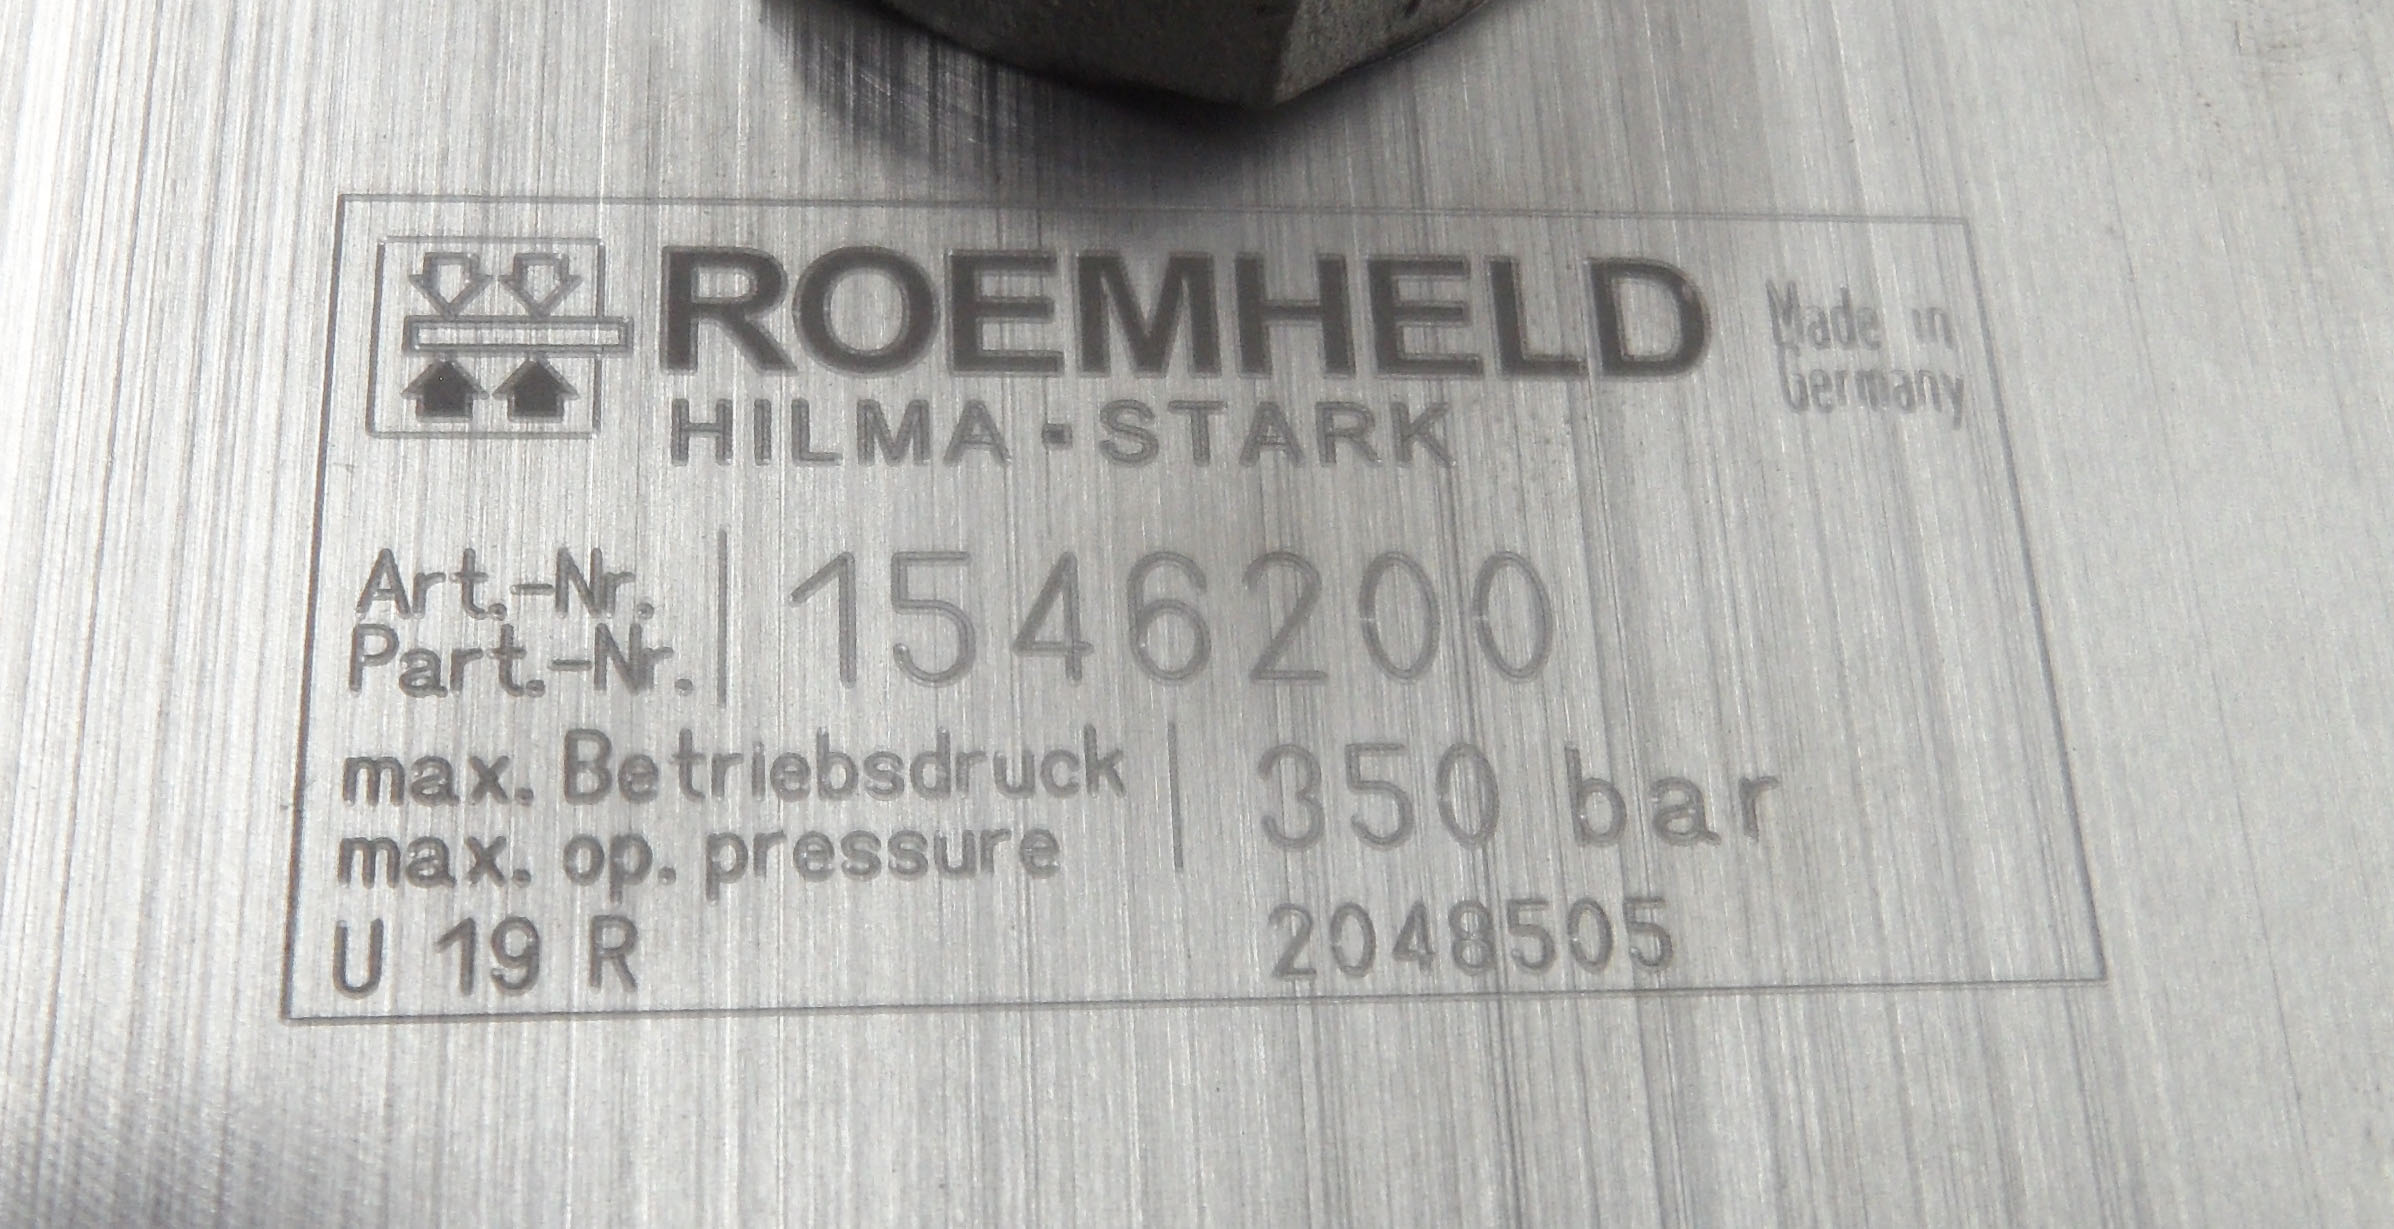 ROEMHELD
HILMA ▪ STARK
Made in
Germany
Art.-Nr.
Part.-Nr.
1546200
max. Betriebsdruck
max. op. pressure
350 bar
U 19 R
2048505